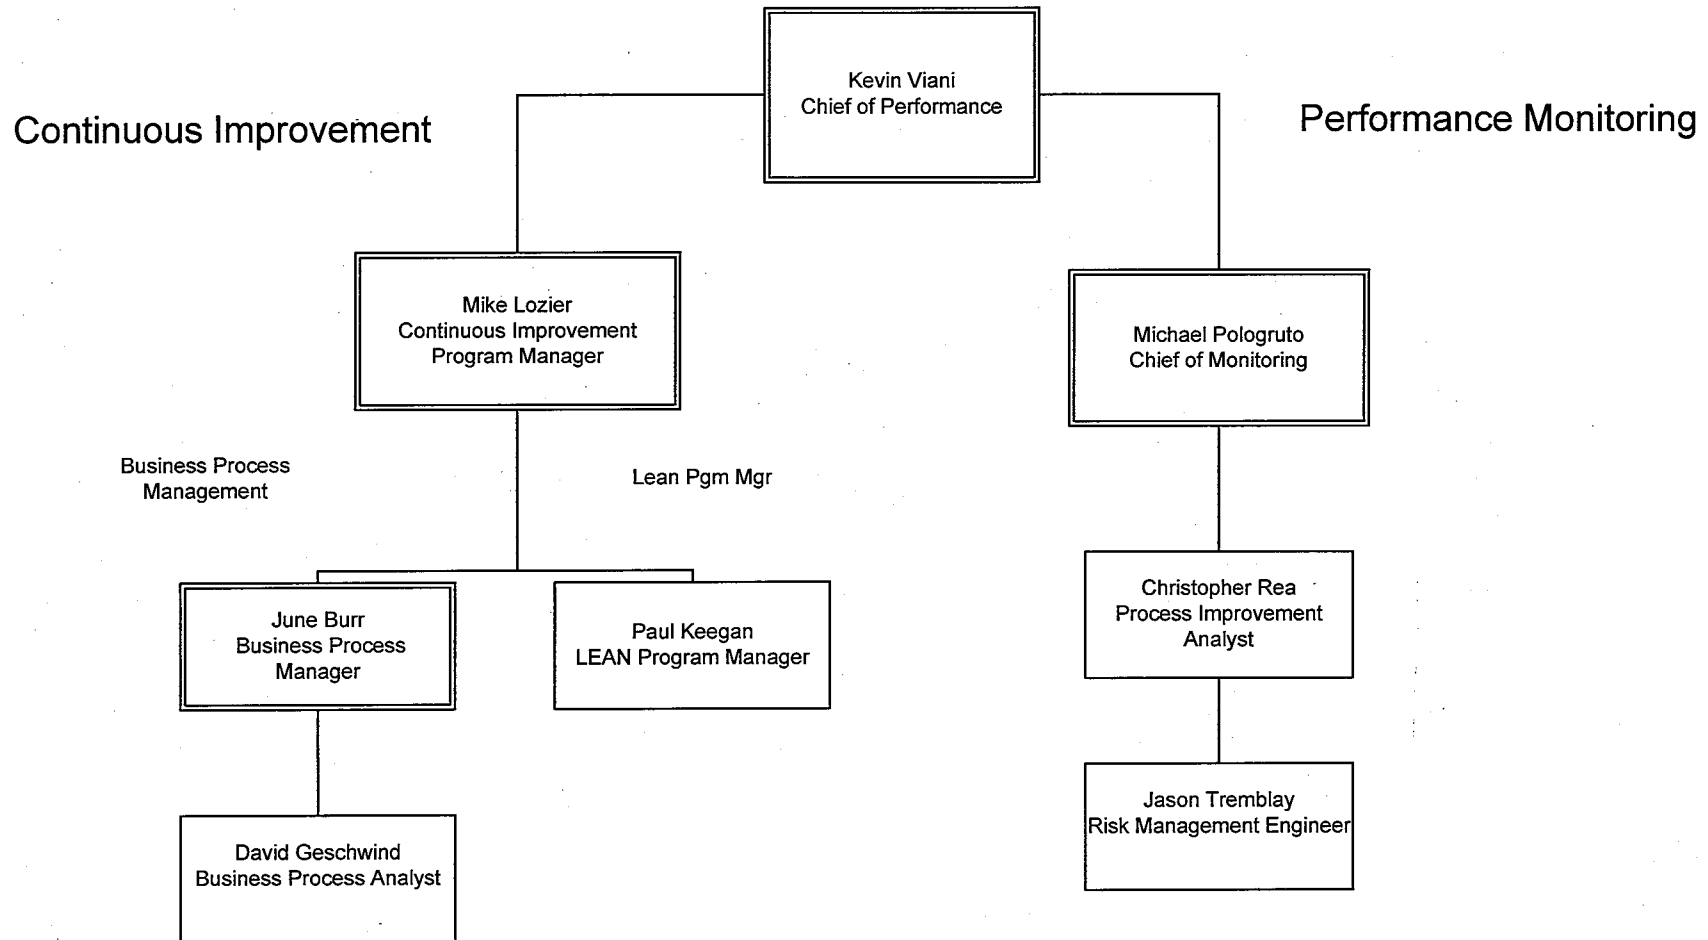 Kevin Viani
Chief of Performance
Continuous Improvement
Performance Monitoring
Mike Lozier
Continuous Improvement
Program Manager
Michael Pologruto
Chief of Monitoring
Business Process
Management
Lean Pgm Mgr
June Burr
Business Process
Manager
Paul Keegan
LEAN Program Manager
Christopher Rea
Process Improvement
Analyst
David Geschwind
Business Process Analyst
Jason Tremblay
Risk Management Engineer